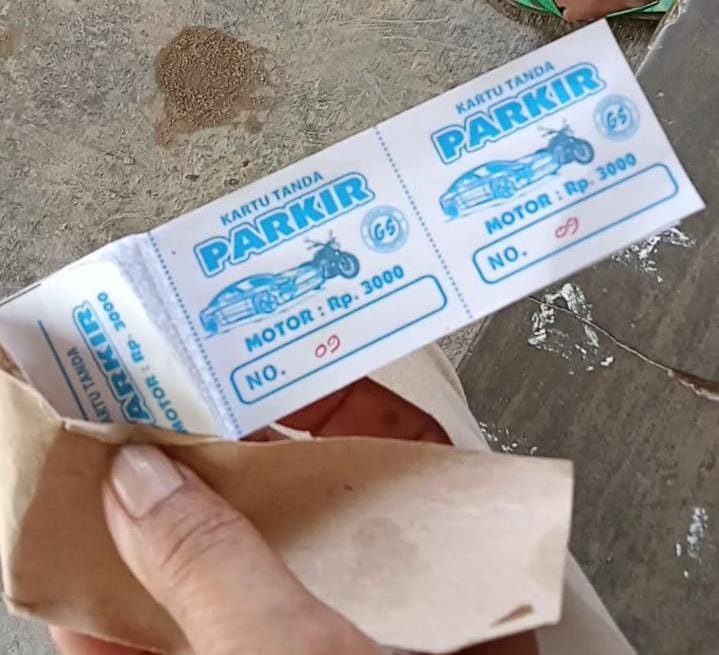 KARTU TANDA
PARKIR
GS
MOTOR : Rp. 3000
NO. 09
KARTU TANDA
PARKIR
GS
MOTOR : Rp. 3000
NO. 09
KARTU TANDA
ARKIR
MOTOR : Rp. 3000